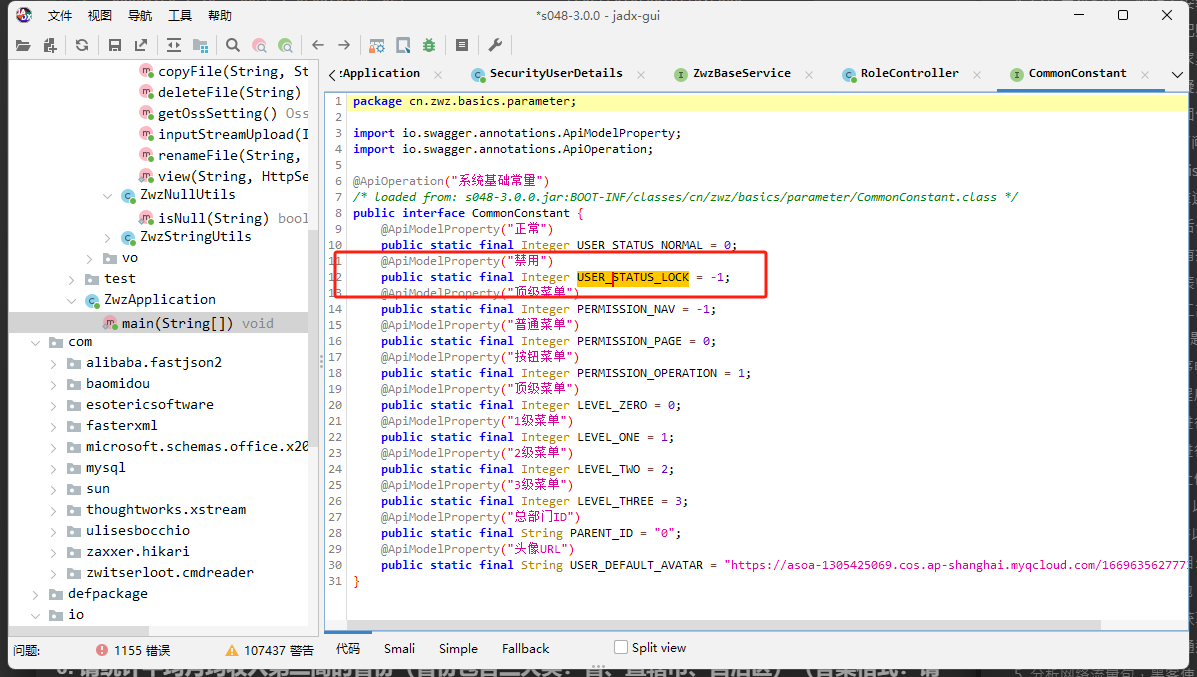 文件 视图 导航 工具 帮助
*s048-3.0.0 - jadx-gui
copyFile(String, St
deleteFile(String)
getOssSetting() Oss
inputStreamUpload(I
renameFile(String,
view(String, HttpSe
ZwzNullUtils
isNull(String) bool
ZwzStringUtils
vo
test
ZwzApplication
main(String[]) void
com
alibaba.fastjson2
baomidou
esotericsoftware
fasterxml
microsoft.schemas.office.x20
mysql
sun
thoughtworks.xstream
ulisesbocchio
zaxxer.hikari
zwitserloot.cmdreader
defpackage
io
:Application SecurityUserDetails ZwzBaseService RoleController CommonConstant
1 package cn.zwz.basics.parameter;
2
3 import io.swagger.annotations.ApiModelProperty;
4 import io.swagger.annotations.ApiOperation;
5
6 @ApiOperation("系统基础常量")
7 /* loaded from: s048-3.0.0.jar:BOOT-INF/classes/cn/zwz/basics/parameter/CommonConstant.class */
8 public interface CommonConstant {
9 @ApiModelProperty("正常")
10 public static final Integer USER_STATUS_NORMAL = 0;
11 @ApiModelProperty("禁用")
12 public static final Integer USER_STATUS_LOCK = -1;
13 @ApiModelProperty("顶级菜单")
14 public static final Integer PERMISSION_NAV = -1;
15 @ApiModelProperty("普通菜单")
16 public static final Integer PERMISSION_PAGE = 0;
17 @ApiModelProperty("按钮菜单")
18 public static final Integer PERMISSION_OPERATION = 1;
19 @ApiModelProperty("顶级菜单")
20 public static final Integer LEVEL_ZERO = 0;
21 @ApiModelProperty("1级菜单")
22 public static final Integer LEVEL_ONE = 1;
23 @ApiModelProperty("2级菜单")
24 public static final Integer LEVEL_TWO = 2;
25 @ApiModelProperty("3级菜单")
26 public static final Integer LEVEL_THREE = 3;
27 @ApiModelProperty("总部门ID")
28 public static final String PARENT_ID = "0";
29 @ApiModelProperty("头像URL")
30 public static final String USER_DEFAULT_AVATAR = "https://asoa-1305425069.cos.ap-shanghai.myqcloud.com/1669635627773
31 }
问题: 1155 错误 107437 警告
代码 Smali Simple Fallback Split view